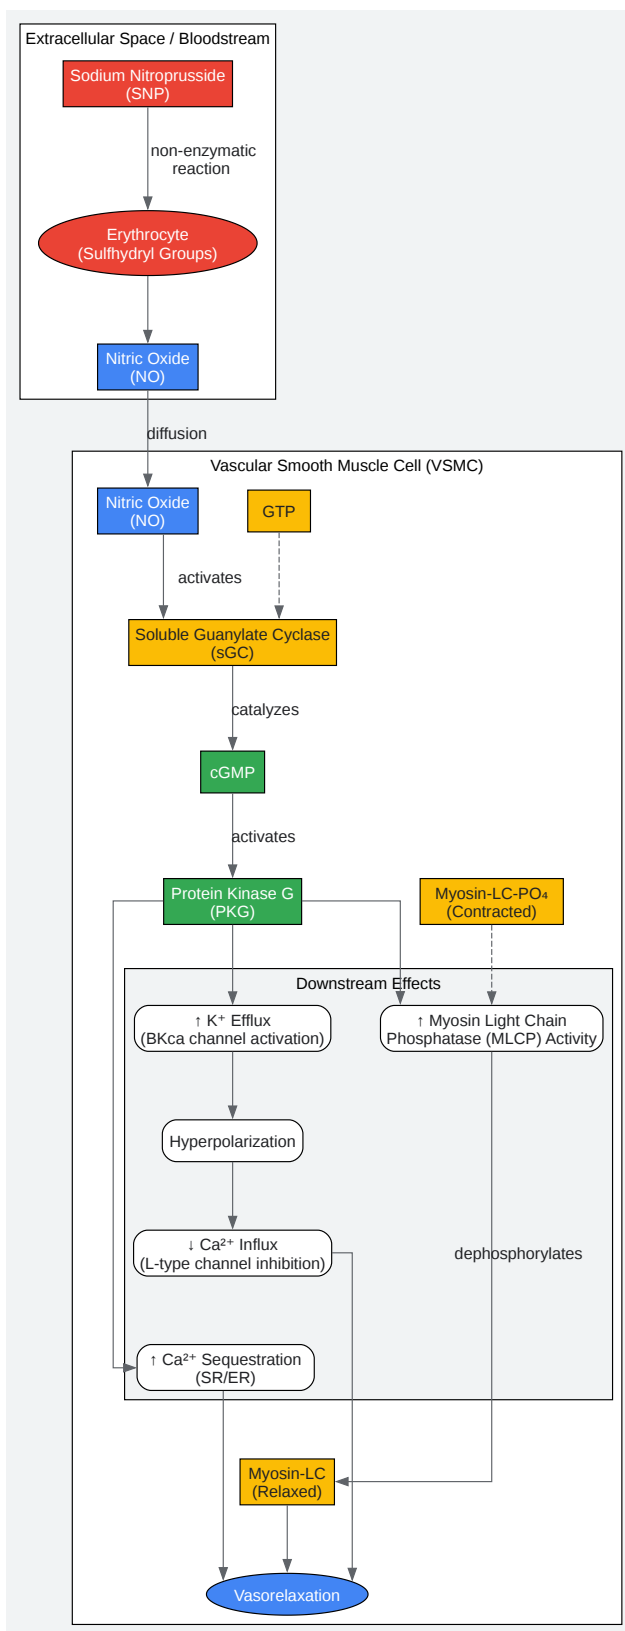 Extracellular Space / Bloodstream
Sodium Nitroprusside
(SNP)
non-enzymatic
reaction
Erythrocyte
(Sulfhydryl Groups)
Nitric Oxide
(NO)
diffusion
Vascular Smooth Muscle Cell (VSMC)
Nitric Oxide
(NO)
GTP
activates
Soluble Guanylate Cyclase
(sGC)
catalyzes
cGMP
activates
Protein Kinase G
(PKG)
Myosin-LC-PO₄
(Contracted)
Downstream Effects
↑ K⁺ Efflux
(BKca channel activation)
↑ Myosin Light Chain
Phosphatase (MLCP) Activity
Hyperpolarization
↓ Ca²⁺ Influx
(L-type channel inhibition)
dephosphorylates
↑ Ca²⁺ Sequestration
(SR/ER)
Myosin-LC
(Relaxed)
Vasorelaxation